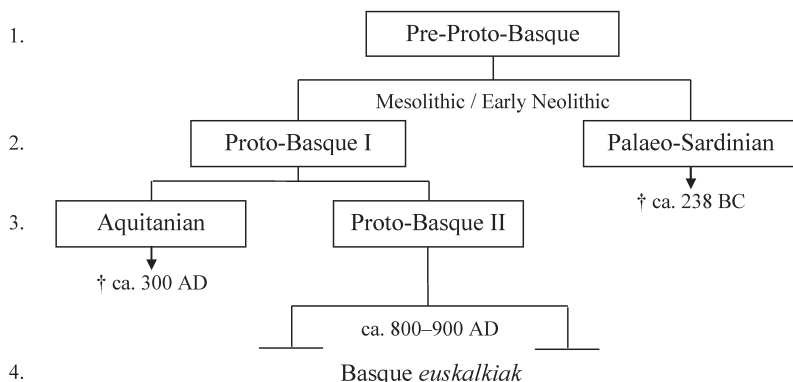 1. Pre-Proto-Basque
Mesolithic / Early Neolithic
2. Proto-Basque I Palaeo-Sardinian
† ca. 238 BC
3. Aquitanian Proto-Basque II
† ca. 300 AD
ca. 800–900 AD
4. Basque euskalkiak